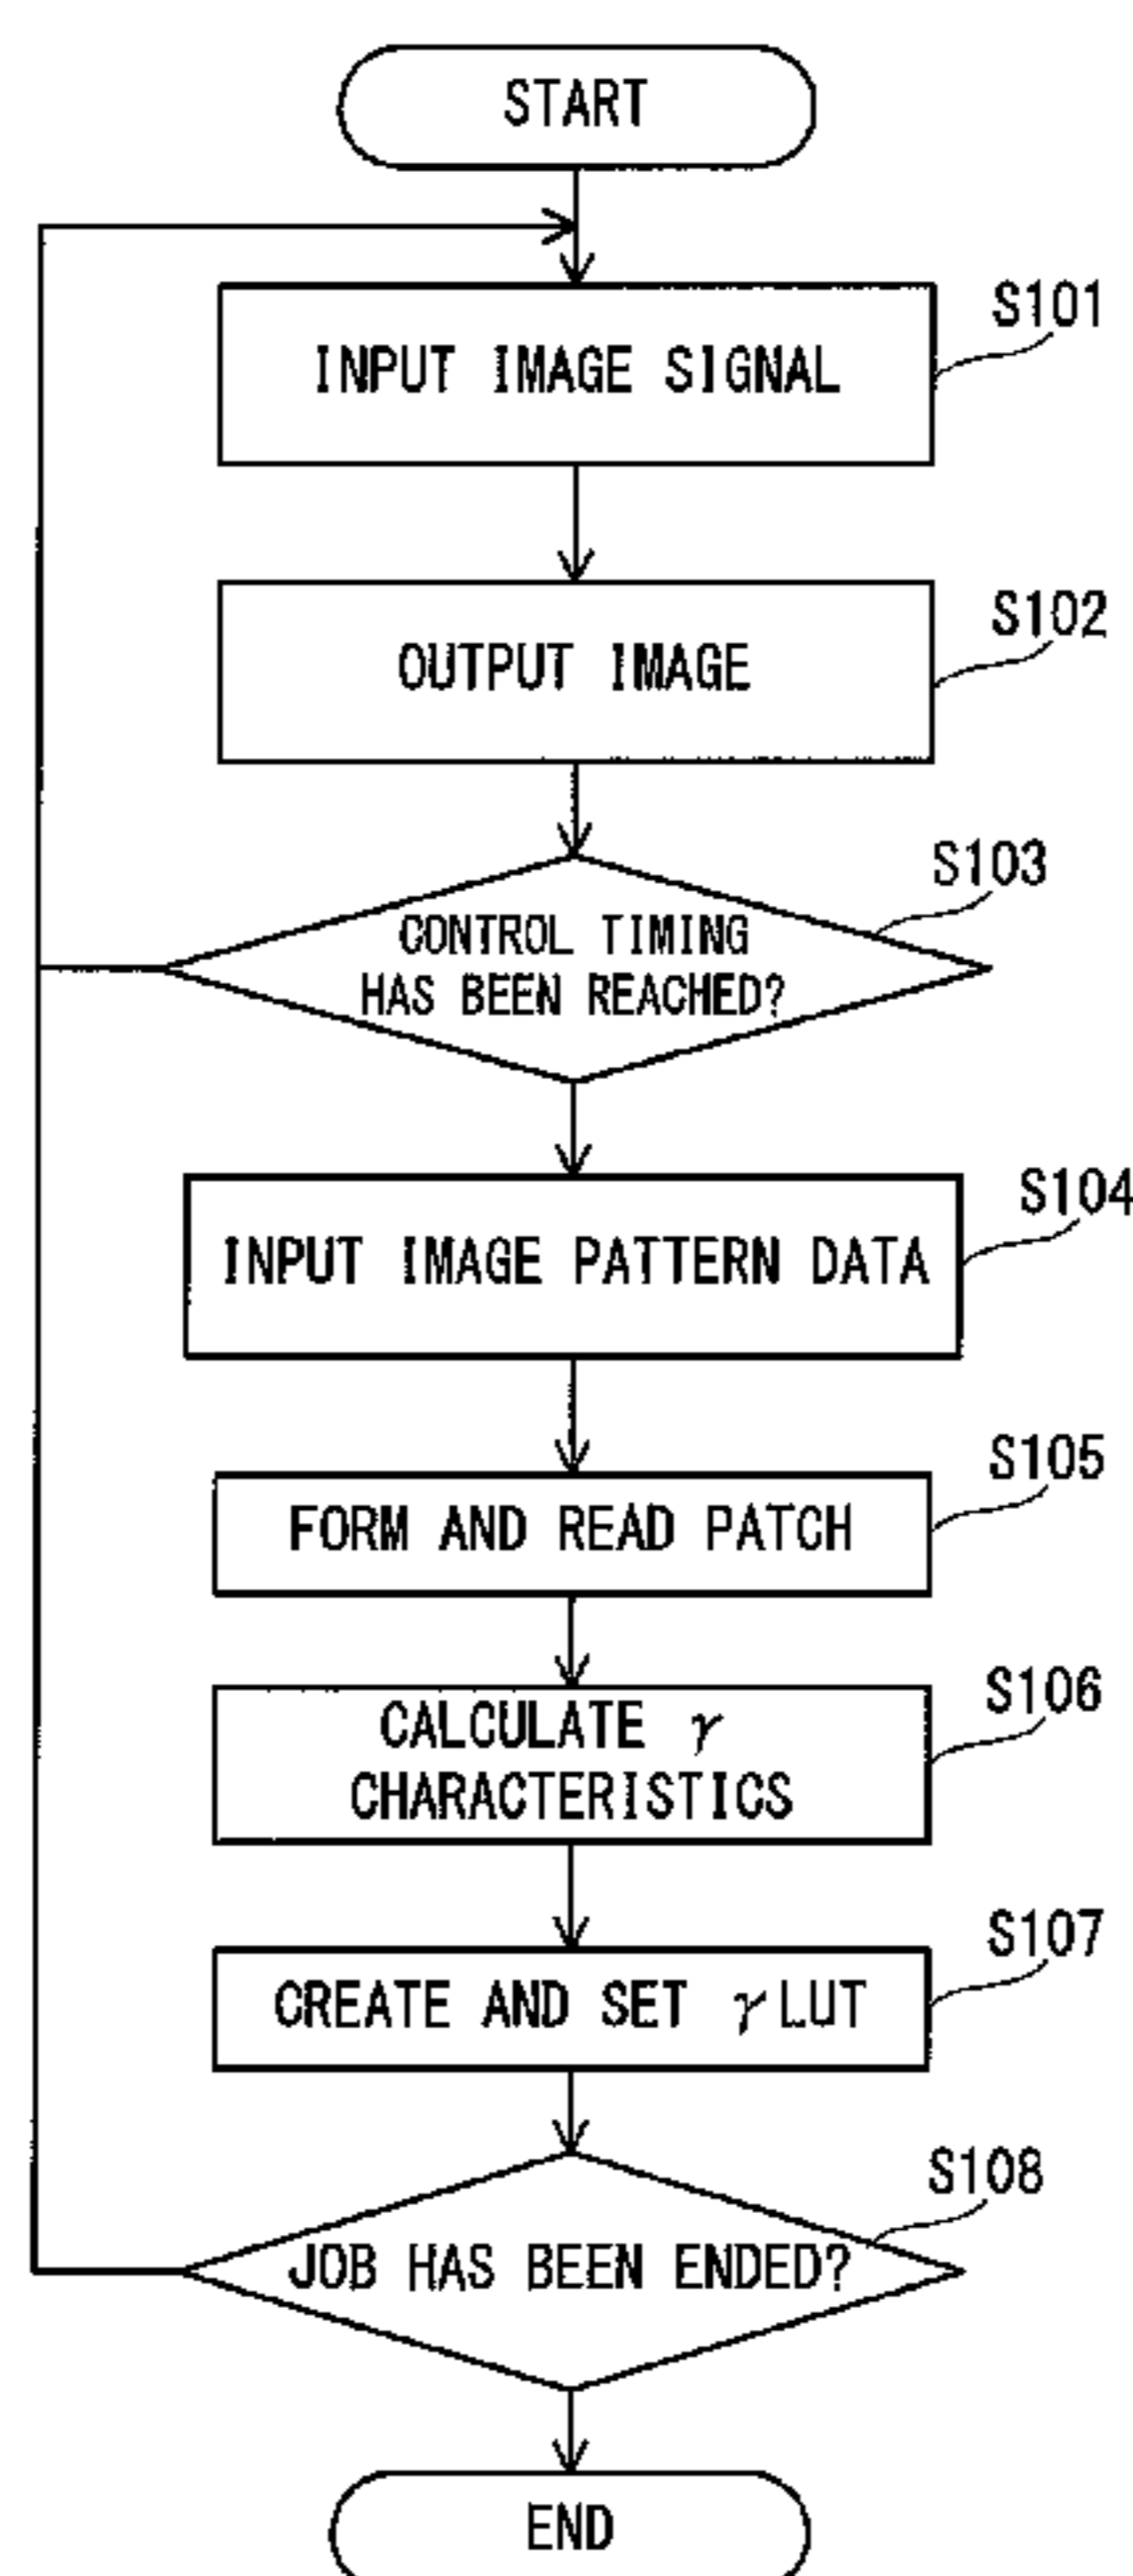 START
S101
INPUT IMAGE SIGNAL
S102
OUTPUT IMAGE
S103
CONTROL TIMING
HAS BEEN REACHED?
S104
INPUT IMAGE PATTERN DATA
S105
FORM AND READ PATCH
S106
CALCULATE γ
CHARACTERISTICS
S107
CREATE AND SET γLUT
S108
JOB HAS BEEN ENDED?
END